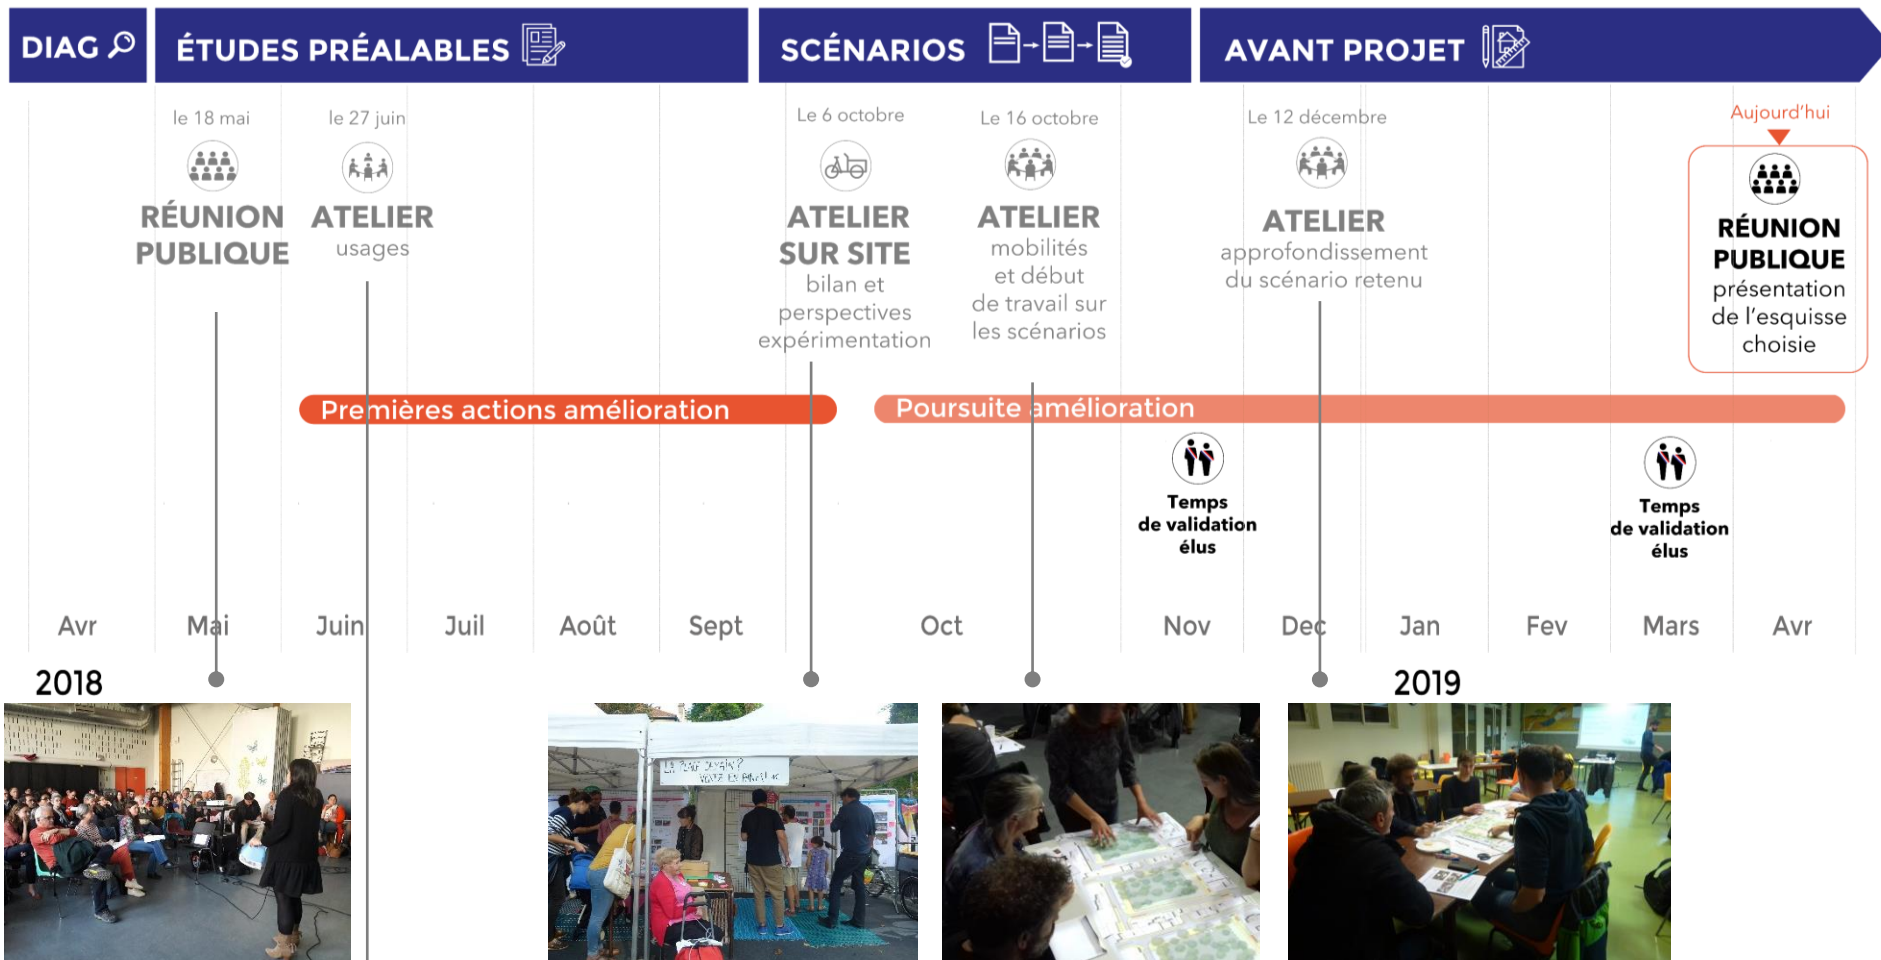 DIAG
ÉTUDES PRÉALABLES
SCÉNARIOS
AVANT PROJET
le 18 mai
RÉUNION
PUBLIQUE
le 27 juin
ATELIER
usages
Le 6 octobre
ATELIER
SUR SITE
bilan et
perspectives
expérimentation
Le 16 octobre
ATELIER
mobilités
et début
de travail sur
les scénarios
Le 12 décembre
ATELIER
approfondissement
du scénario retenu
Aujourd'hui
RÉUNION
PUBLIQUE
présentation
de l'esquisse
choisie
Premières actions amélioration
Poursuite amélioration
Temps
de validation
élus
Temps
de validation
élus
Avr
Mai
Juin
Juil
Août
Sept
Oct
Nov
Dec
Jan
Fev
Mars
Avr
2018
2019